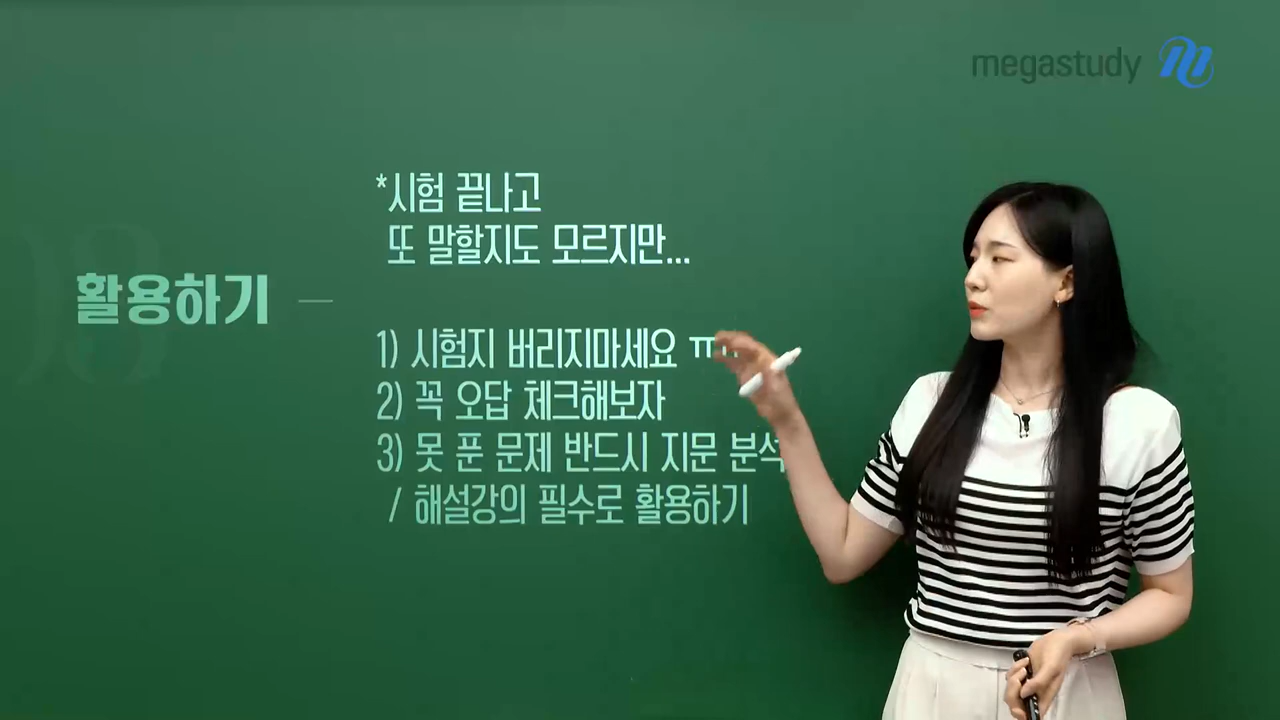 megastudy
*시험 끝나고
또 말할지도 모르지만...
활용하기
1) 시험지 버리지마세요 ㅠㅠ
2) 꼭 오답 체크해보자
3) 못 푼 문제 반드시 지문 분석
/ 해설강의 필수로 활용하기